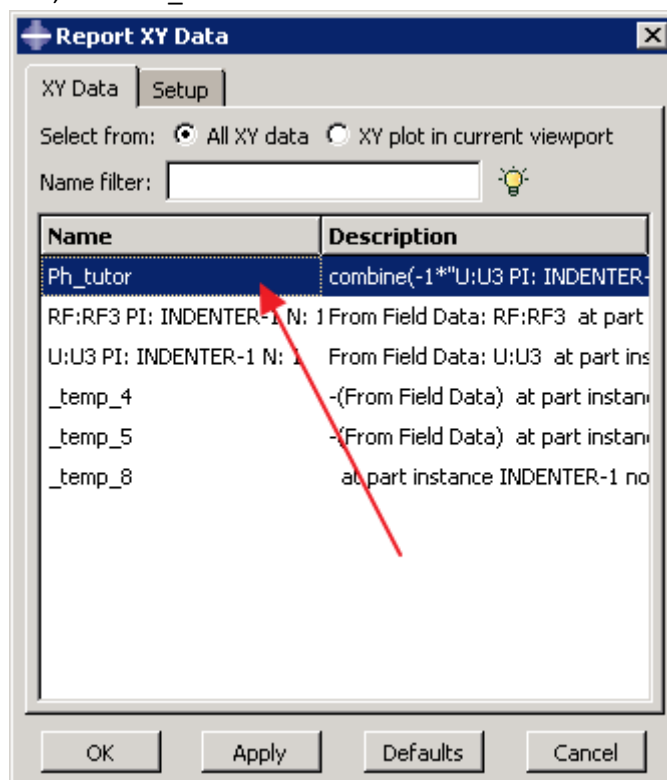 Report XY Data
XY Data Setup
Select from: All XY data XY plot in current viewport
Name filter:
Name Description
Ph_tutor combine(-1*"U:U3 PI: INDENTER-
RF:RF3 PI: INDENTER-1 N: 1 From Field Data: RF:RF3 at part
U:U3 PI: INDENTER-1 N: 1 From Field Data: U:U3 at part ins
_temp_4 -(From Field Data) at part instan
_temp_5 -(From Field Data) at part instan
_temp_8 at part instance INDENTER-1 no
OK Apply Defaults Cancel